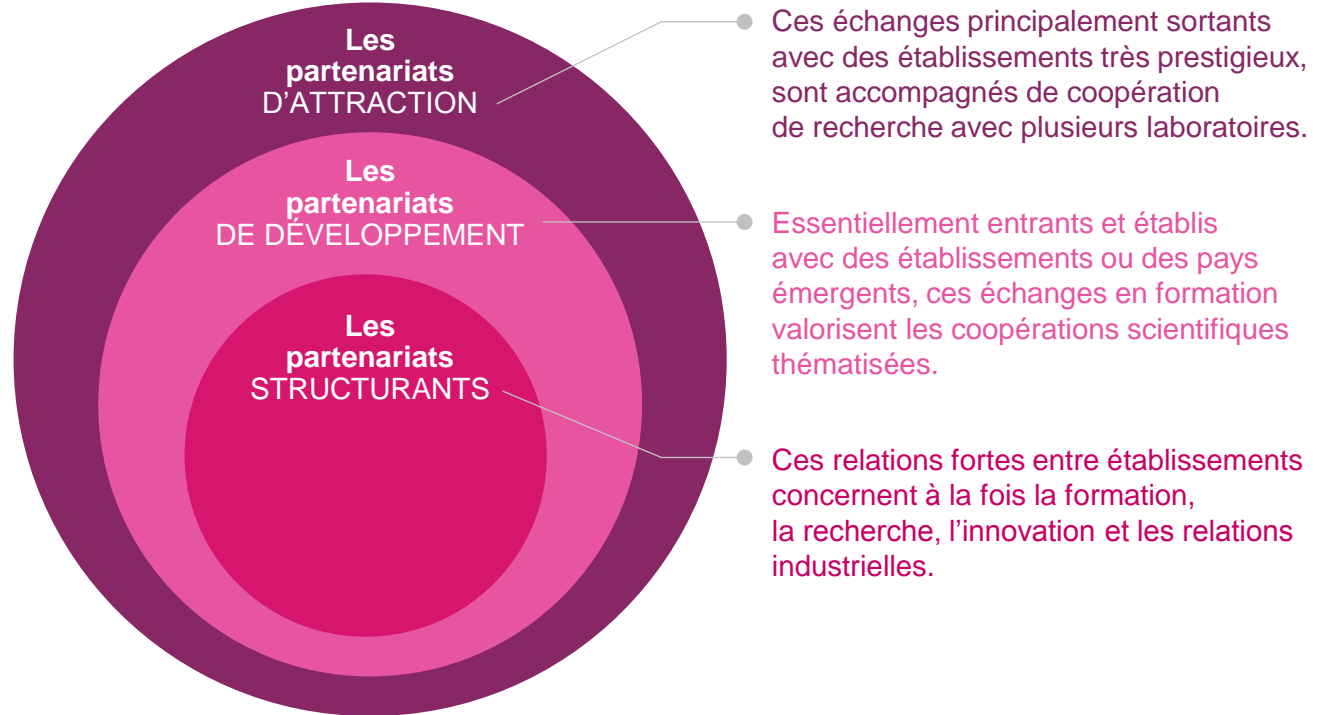 Les
partenariats
D'ATTRACTION
Ces échanges principalement sortants
avec des établissements très prestigieux,
sont accompagnés de coopération
de recherche avec plusieurs laboratoires.
Les
partenariats
DE DÉVELOPPEMENT
Essentiellement entrants et établis
avec des établissements ou des pays
émergents, ces échanges en formation
valorisent les coopérations scientifiques
thématisées.
Les
partenariats
STRUCTURANTS
Ces relations fortes entre établissements
concernent à la fois la formation,
la recherche, l'innovation et les relations
industrielles.